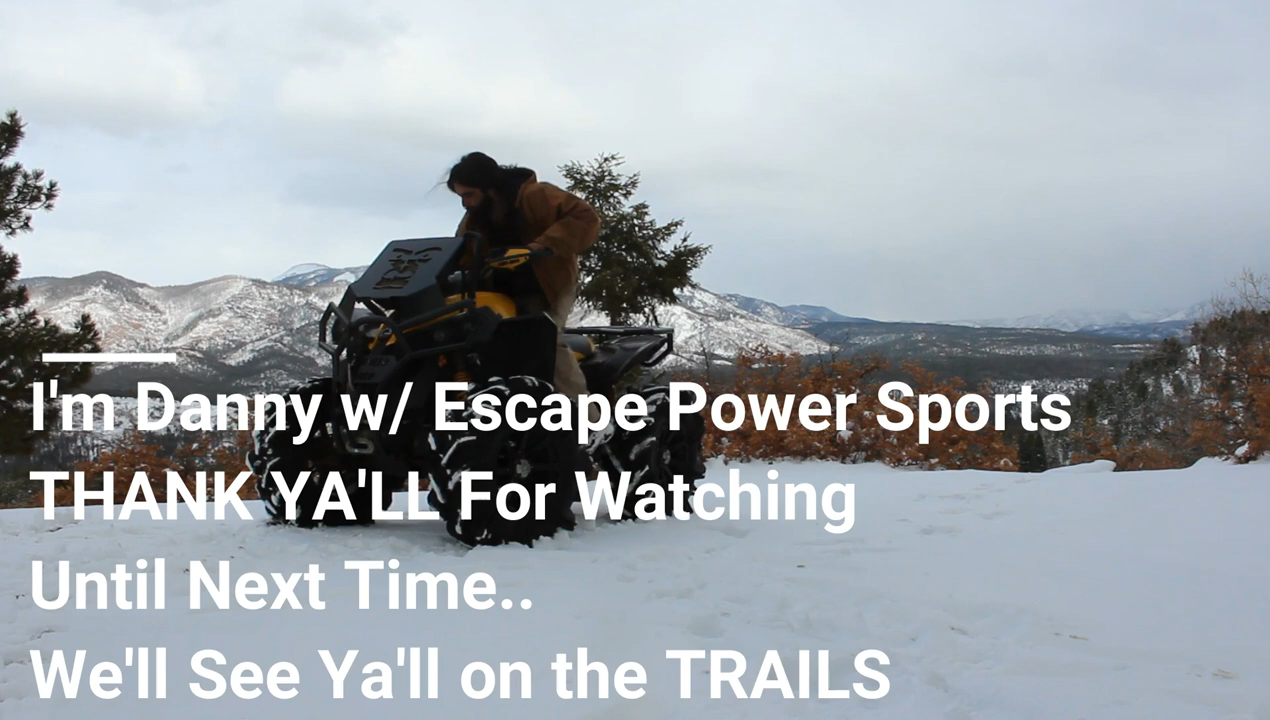 I'm Danny w/ Escape Power Sports
THANK YA'LL For Watching
Until Next Time..
We'll See Ya'll on the TRAILS